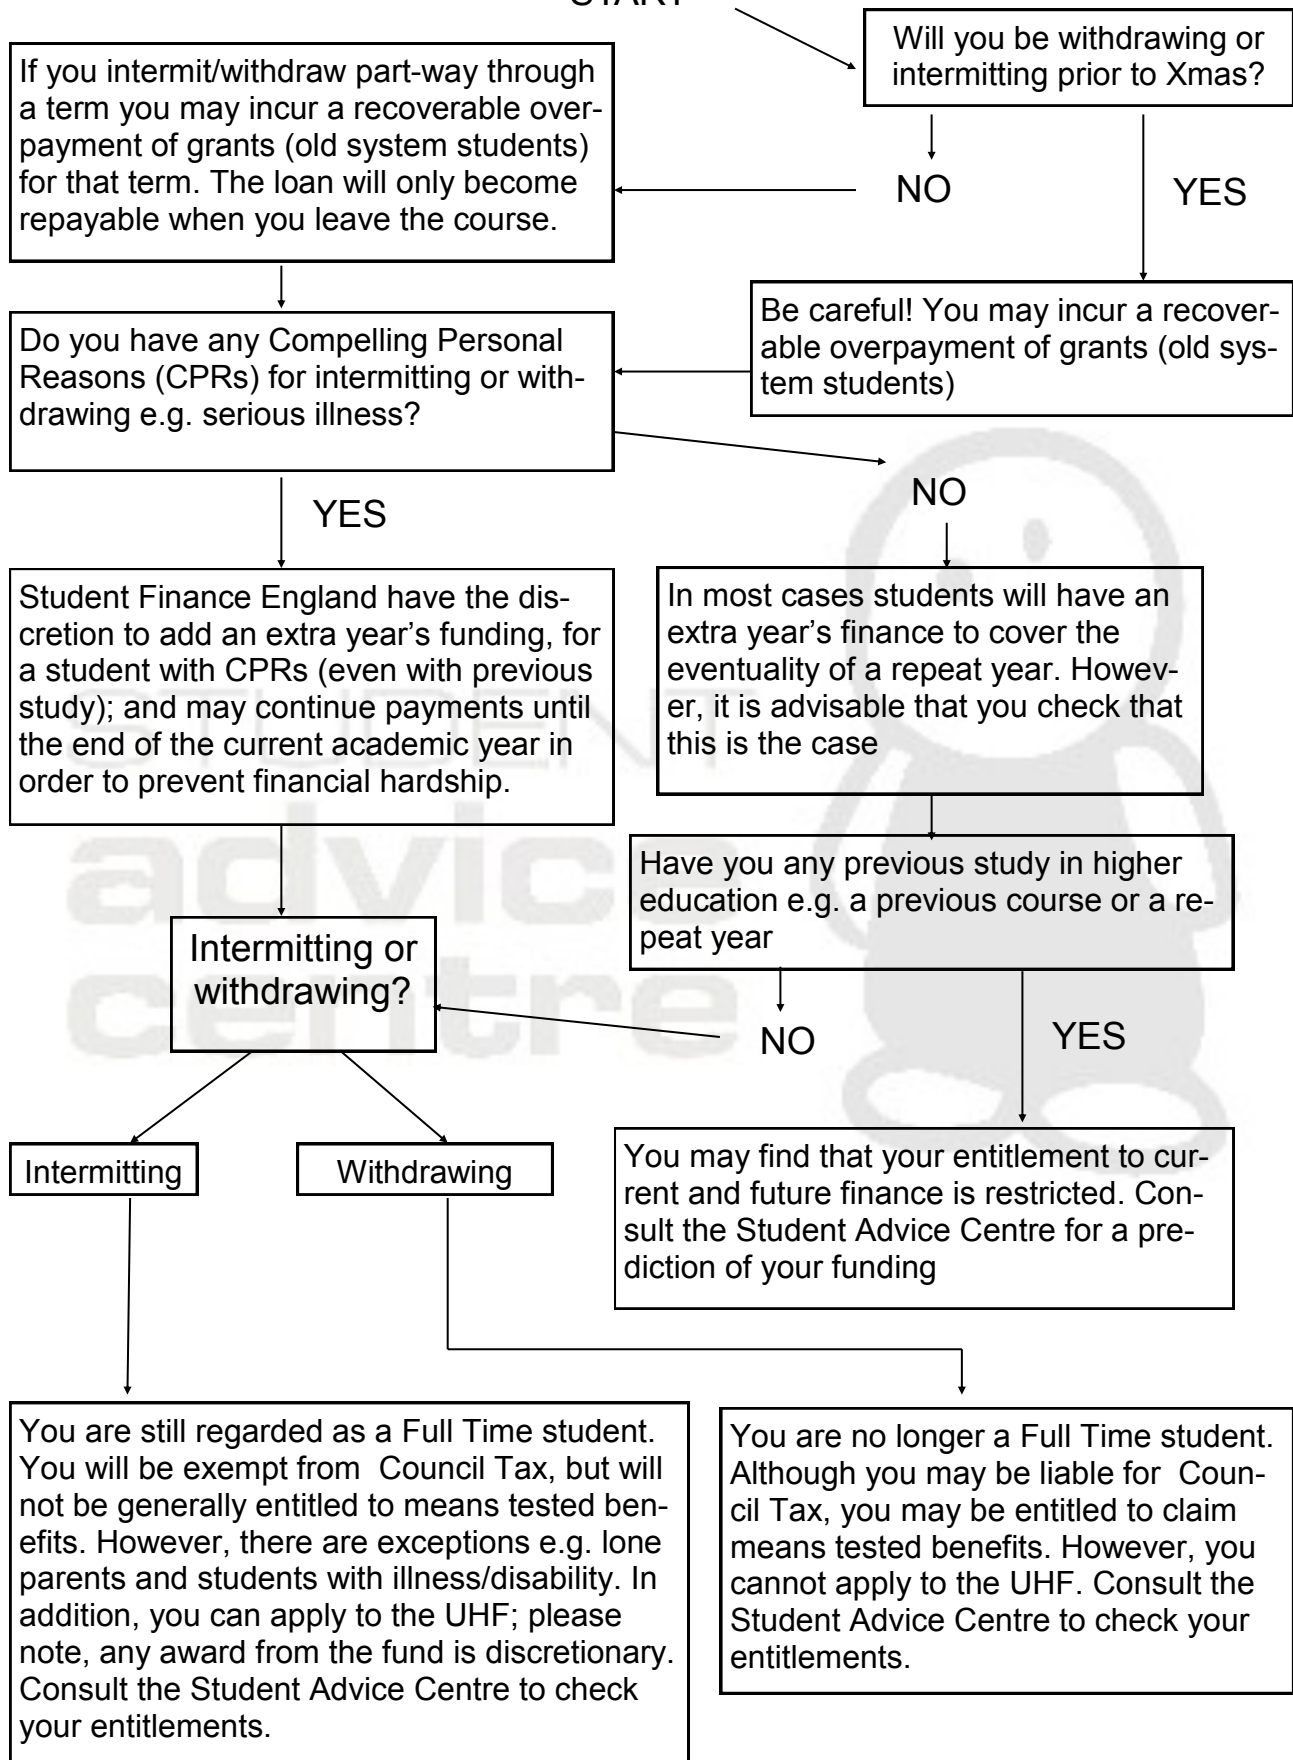 START
Will you be withdrawing or
intermitting prior to Xmas?
If you intermit/withdraw part-way through
a term you may incur a recoverable over-
payment of grants (old system students)
for that term. The loan will only become
repayable when you leave the course.
NO
YES
Be careful! You may incur a recover-
able overpayment of grants (old sys-
tem students)
Do you have any Compelling Personal
Reasons (CPRs) for intermitting or with-
drawing e.g. serious illness?
NO
YES
Student Finance England have the dis-
cretion to add an extra year's funding, for
a student with CPRs (even with previous
study); and may continue payments until
the end of the current academic year in
order to prevent financial hardship.
In most cases students will have an
extra year's finance to cover the
eventuality of a repeat year. Howev-
er, it is advisable that you check that
this is the case
Have you any previous study in higher
education e.g. a previous course or a re-
peat year
Intermitting or
withdrawing?
NO
YES
Intermitting
Withdrawing
You may find that your entitlement to cur-
rent and future finance is restricted. Con-
sult the Student Advice Centre for a pre-
diction of your funding
You are still regarded as a Full Time student.
You will be exempt from  Council Tax, but will
not be generally entitled to means tested ben-
efits. However, there are exceptions e.g. lone
parents and students with illness/disability. In
addition, you can apply to the UHF; please
note, any award from the fund is discretionary.
Consult the Student Advice Centre to check
your entitlements.
You are no longer a Full Time student.
Although you may be liable for  Coun-
cil Tax, you may be entitled to claim
means tested benefits. However, you
cannot apply to the UHF. Consult the
Student Advice Centre to check your
entitlements.
STUDENT
advice
centre